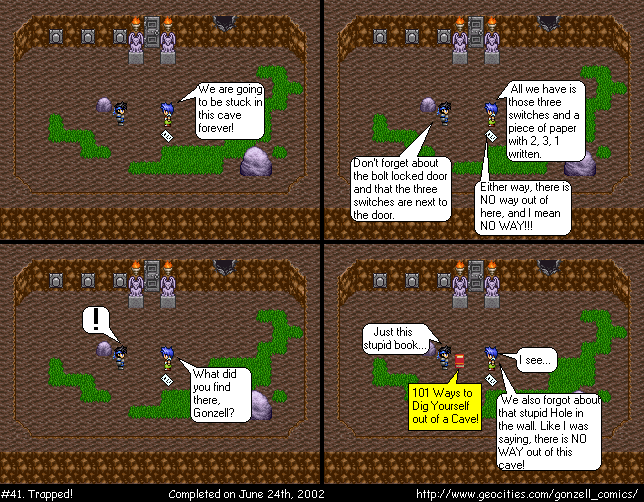 We are going
to be stuck in
this cave
forever!
All we have is
those three
switches and a
piece of paper
with 2, 3, 1
written.
Don't forget about
the bolt locked door
and that the three
switches are next to
the door.
Either way, there is
NO way out of
here, and I mean
NO WAY!!!
!
What did
you find
there,
Gonzell?
Just this
stupid book...
I see...
101 Ways to
Dig Yourself
out of a Cave!
We also forgot about
that stupid Hole in
the wall. Like I was
saying, there is NO
WAY out of this
cave!
#41. Trapped! Completed on June 24th, 2002 http://www.geocities.com/gonzell_comics/